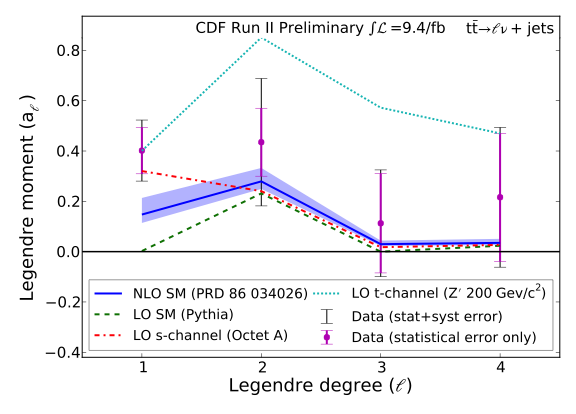 CDF Run II Preliminary ∫ℒ =9.4/fb tt̄→ℓν + jets
Legendre moment (aℓ)
0.8
0.6
0.4
0.2
0.0
−0.2
−0.4
NLO SM (PRD 86 034026)
LO SM (Pythia)
LO s-channel (Octet A)
LO t-channel (Z′ 200 Gev/c²)
Data (stat+syst error)
Data (statistical error only)
1 2 3 4
Legendre degree (ℓ)